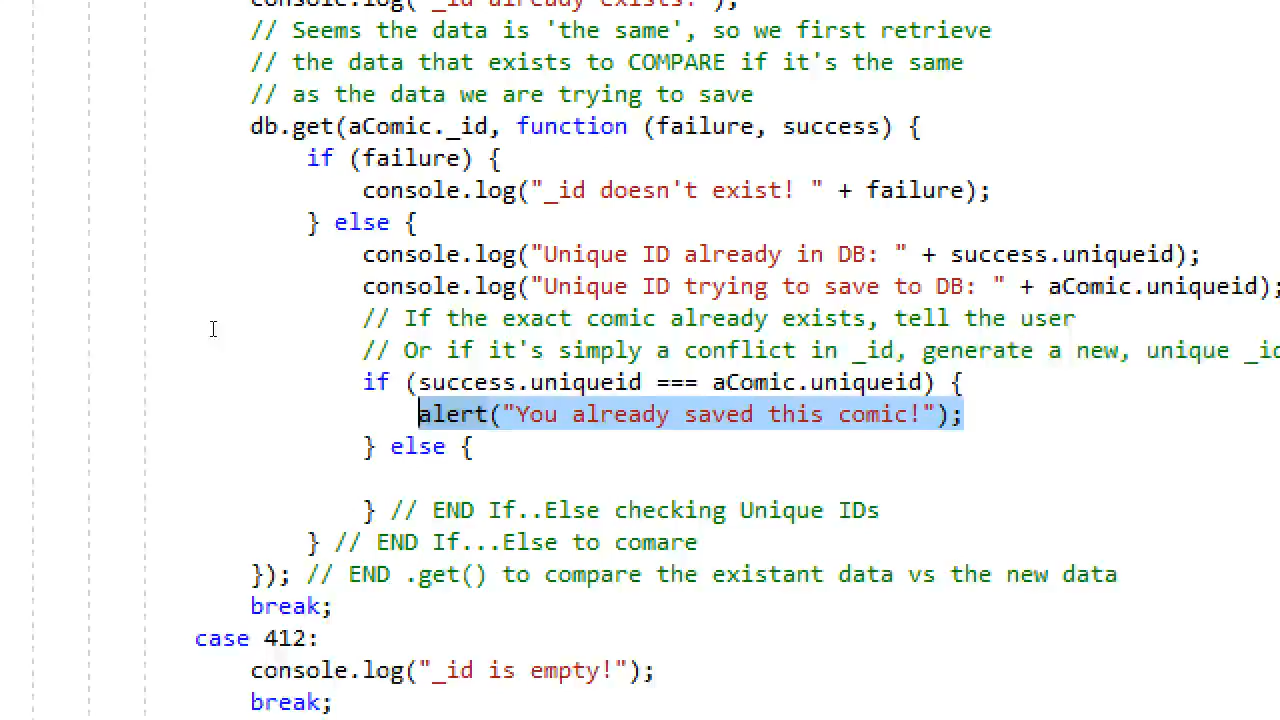 console.log("_id already exists!");
// Seems the data is 'the same', so we first retrieve
// the data that exists to COMPARE if it's the same
// as the data we are trying to save
db.get(aComic._id, function (failure, success) {
if (failure) {
console.log("_id doesn't exist! " + failure);
} else {
console.log("Unique ID already in DB: " + success.uniqueid);
console.log("Unique ID trying to save to DB: " + aComic.uniqueid);
// If the exact comic already exists, tell the user
// Or if it's simply a conflict in _id, generate a new, unique _id
if (success.uniqueid === aComic.uniqueid) {
alert("You already saved this comic!");
} else {
} // END If..Else checking Unique IDs
} // END If...Else to comare
}); // END .get() to compare the existant data vs the new data
break;
case 412:
console.log("_id is empty!");
break;